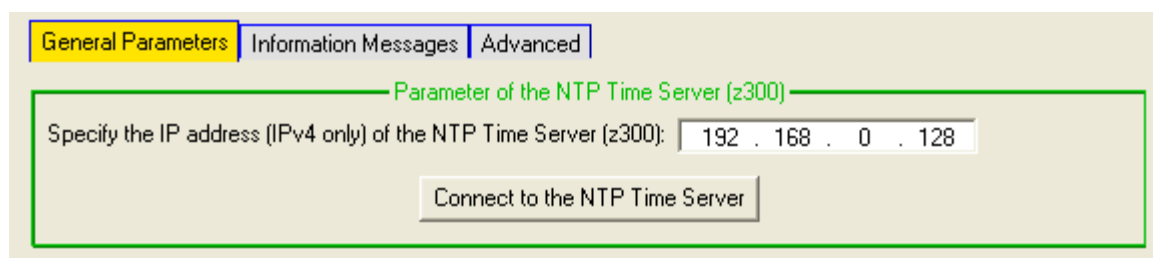 General Parameters Information Messages Advanced
Parameter of the NTP Time Server (z300)
Specify the IP address (IPv4 only) of the NTP Time Server (z300): 192 . 168 . 0 . 128
Connect to the NTP Time Server